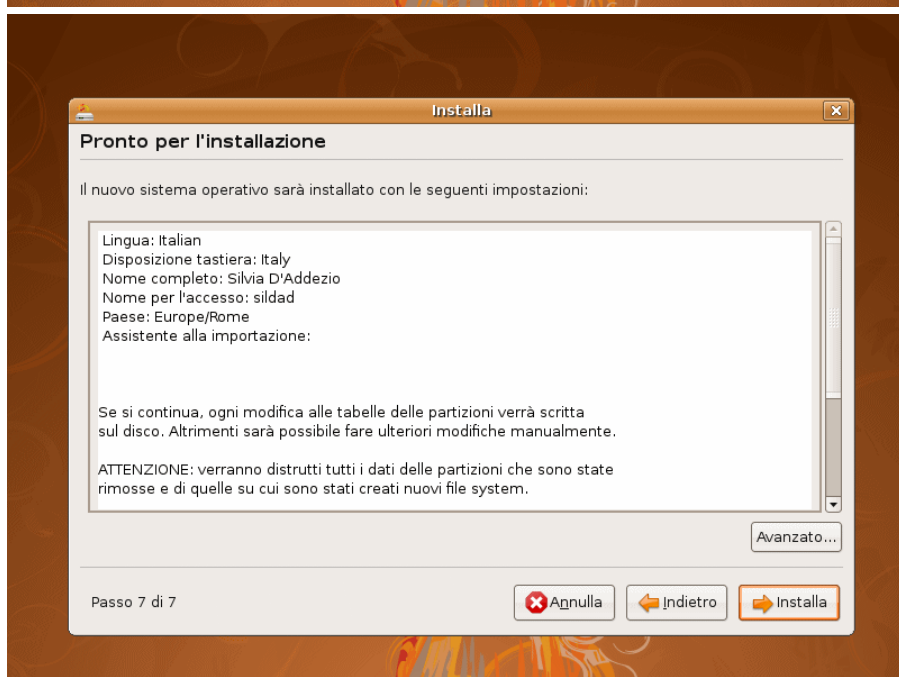 Installa
Pronto per l'installazione
Il nuovo sistema operativo sarà installato con le seguenti impostazioni:
Lingua: Italian
Disposizione tastiera: Italy
Nome completo: Silvia D'Addezio
Nome per l'accesso: sildad
Paese: Europe/Rome
Assistente alla importazione:
Se si continua, ogni modifica alle tabelle delle partizioni verrà scritta
sul disco. Altrimenti sarà possibile fare ulteriori modifiche manualmente.
ATTENZIONE: verranno distrutti tutti i dati delle partizioni che sono state
rimosse e di quelle su cui sono stati creati nuovi file system.
Avanzato...
Passo 7 di 7
Annulla
Indietro
Installa